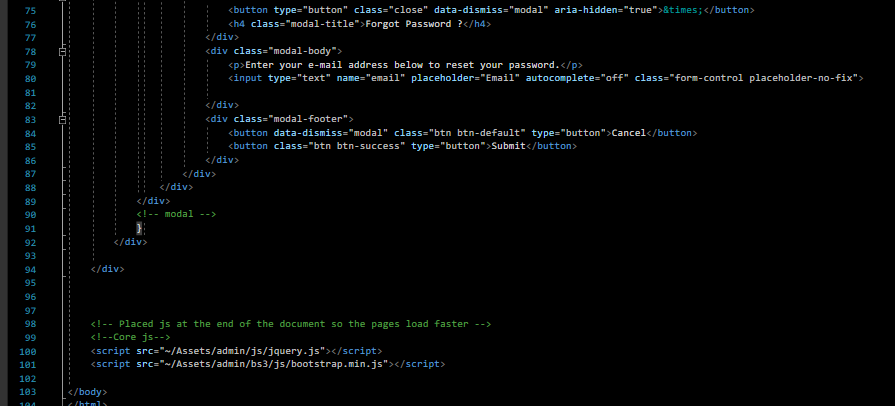 75 <button type="button" class="close" data-dismiss="modal" aria-hidden="true">&times;</button>
76 <h4 class="modal-title">Forgot Password ?</h4>
77 </div>
78 <div class="modal-body">
79 <p>Enter your e-mail address below to reset your password.</p>
80 <input type="text" name="email" placeholder="Email" autocomplete="off" class="form-control placeholder-no-fix">
81
82 </div>
83 <div class="modal-footer">
84 <button data-dismiss="modal" class="btn btn-default" type="button">Cancel</button>
85 <button class="btn btn-success" type="button">Submit</button>
86 </div>
87 </div>
88 </div>
89 </div>
90 <!-- modal -->
91 }
92 </div>
93
94 </div>
95
96
97
98 <!-- Placed js at the end of the document so the pages load faster -->
99 <!--Core js-->
100 <script src="~/Assets/admin/js/jquery.js"></script>
101 <script src="~/Assets/admin/bs3/js/bootstrap.min.js"></script>
102
103 </body>
104 </html>